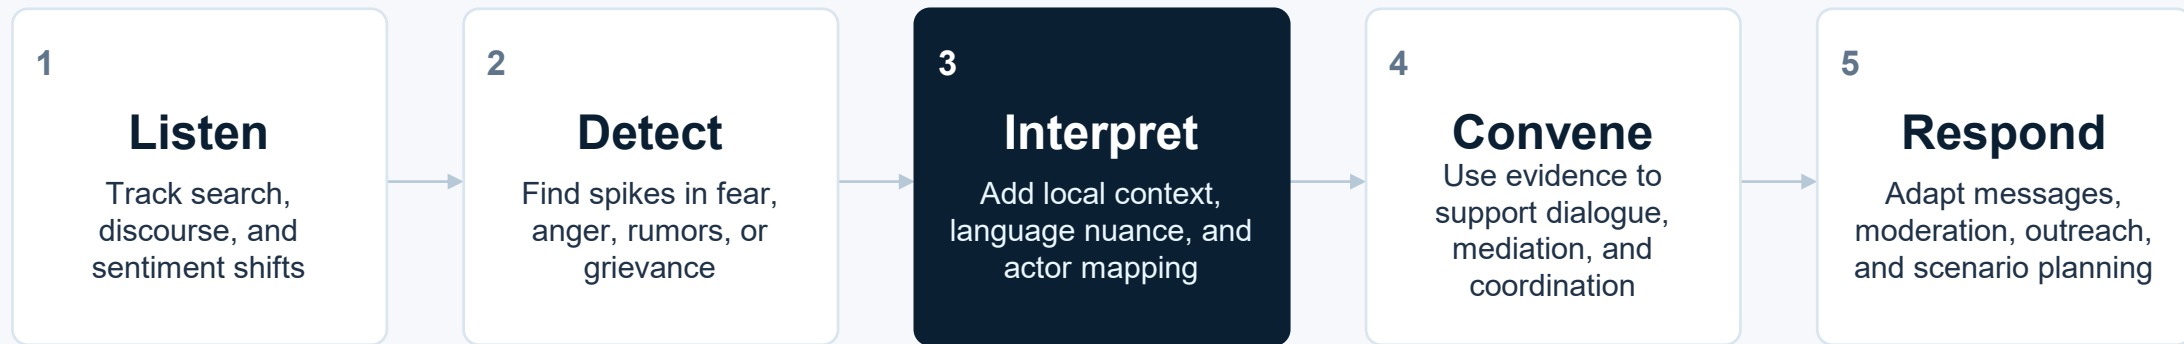 1
Listen
Track search,
discourse, and
sentiment shifts
2
Detect
Find spikes in fear,
anger, rumors, or
grievance
3
Interpret
Add local context,
language nuance, and
actor mapping
4
Convene
Use evidence to
support dialogue,
mediation, and
coordination
5
Respond
Adapt messages,
moderation, outreach,
and scenario planning